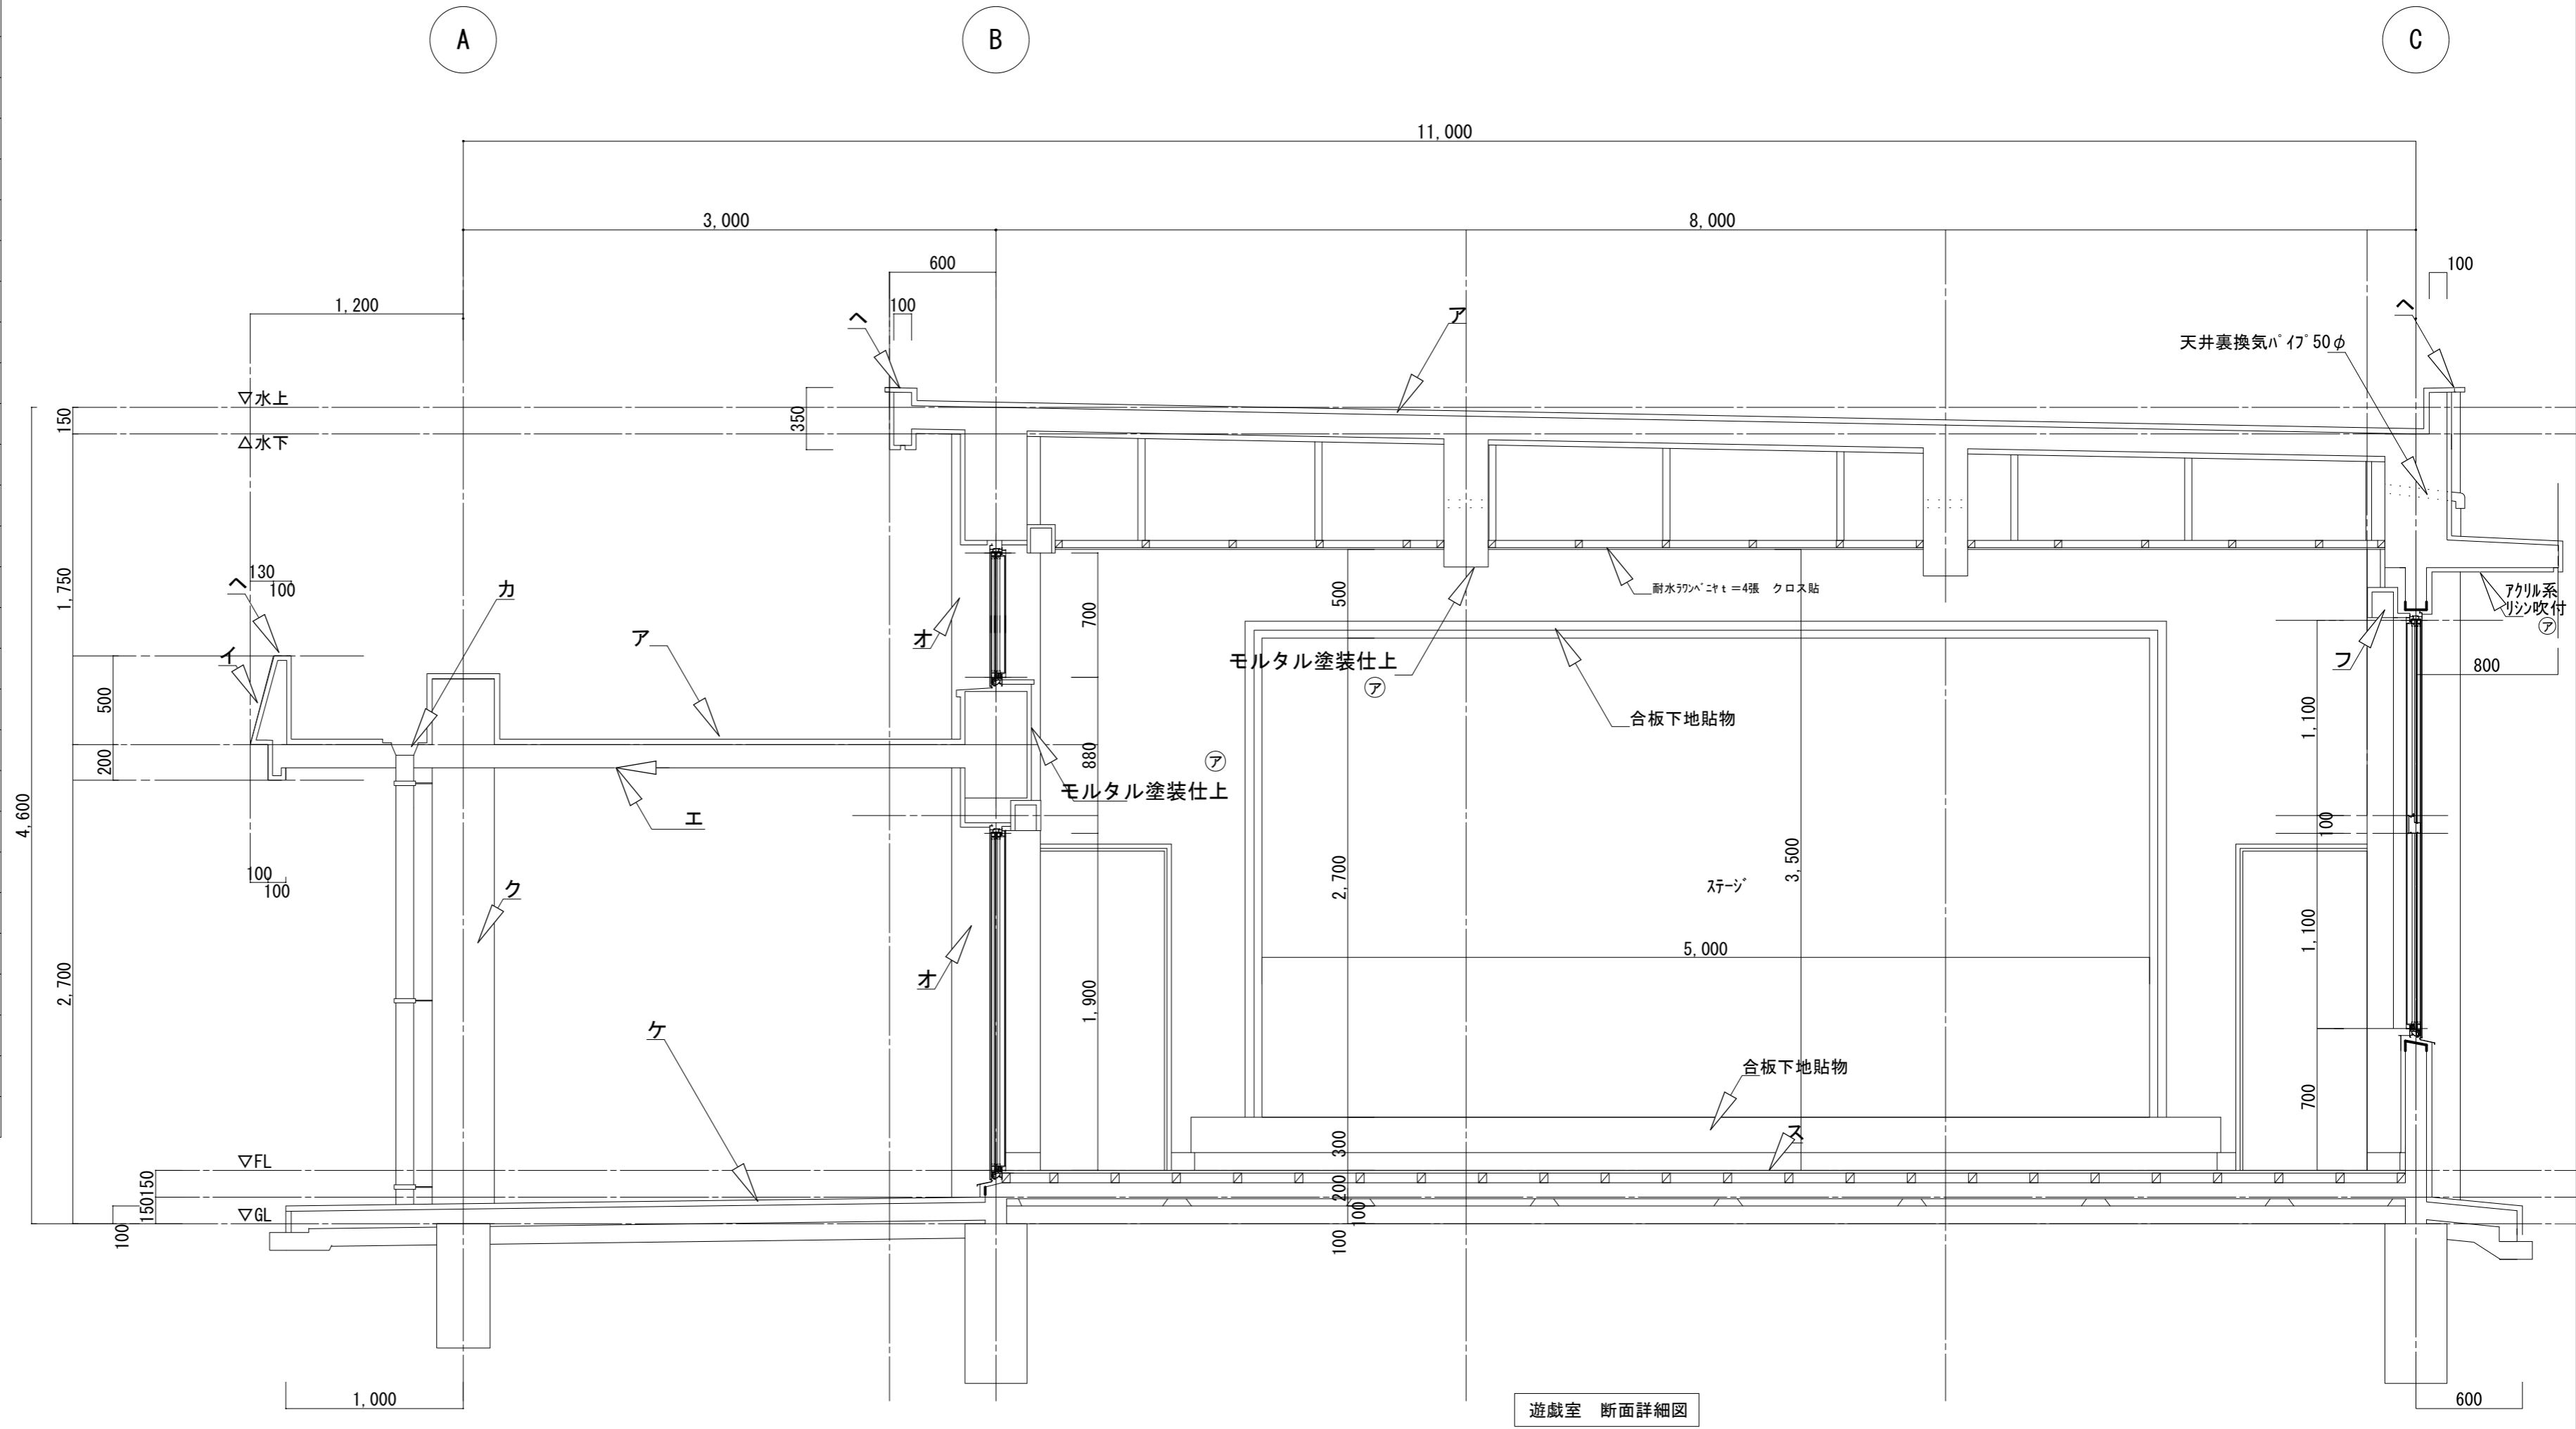 A
B
C
11,000
3,000
8,000
600
100
1,200
100
ヘ
ア
ヘ
天井裏換気ﾊﾟｲﾌﾟ50φ
▽水上
150
350
△水下
130
100
ヘ
カ
1,750
イ
ア
オ
700
500
耐水ﾗﾜﾝﾍﾞﾆﾔt=4張 クロス貼
アクリル系
リシン吹付
㋐
モルタル塗装仕上
㋐
フ
800
500
合板下地貼物
1,100
200
880
㋐
モルタル塗装仕上
4,600
エ
100
100
100
ク
2,700
3,500
ｽﾃｰｼﾞ
5,000
1,100
オ
2,700
1,900
ケ
合板下地貼物
700
ス
300
▽FL
150
150
200
▽GL
100
100
100
1,000
遊戯室 断面詳細図
600